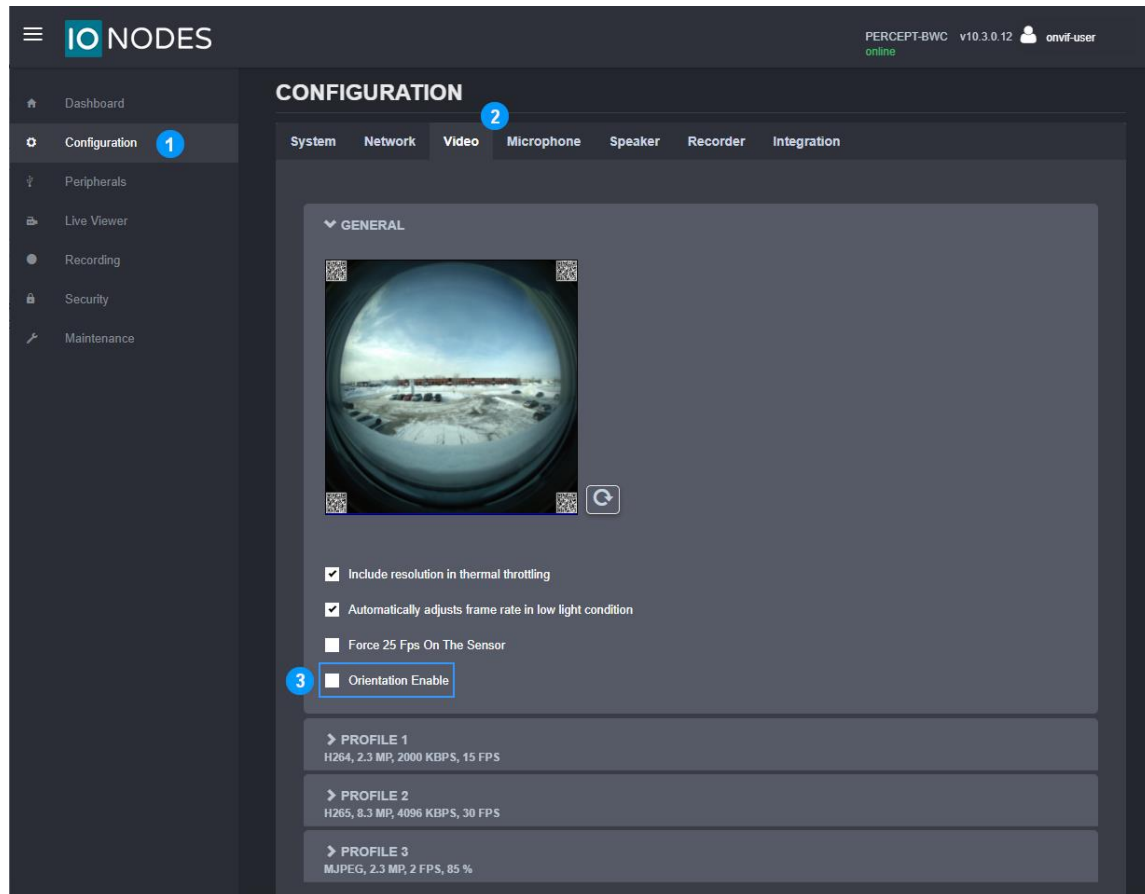 IO NODES
PERCEPT-BWC v10.3.0.12 onvif-user
online
Dashboard
Configuration 1
Peripherals
Live Viewer
Recording
Security
Maintenance
CONFIGURATION
2
System Network Video Microphone Speaker Recorder Integration
GENERAL
Include resolution in thermal throttling
Automatically adjusts frame rate in low light condition
Force 25 Fps On The Sensor
3 Orientation Enable
PROFILE 1
H264, 2.3 MP, 2000 KBPS, 15 FPS
PROFILE 2
H265, 8.3 MP, 4096 KBPS, 30 FPS
PROFILE 3
MJPEG, 2.3 MP, 2 FPS, 85 %